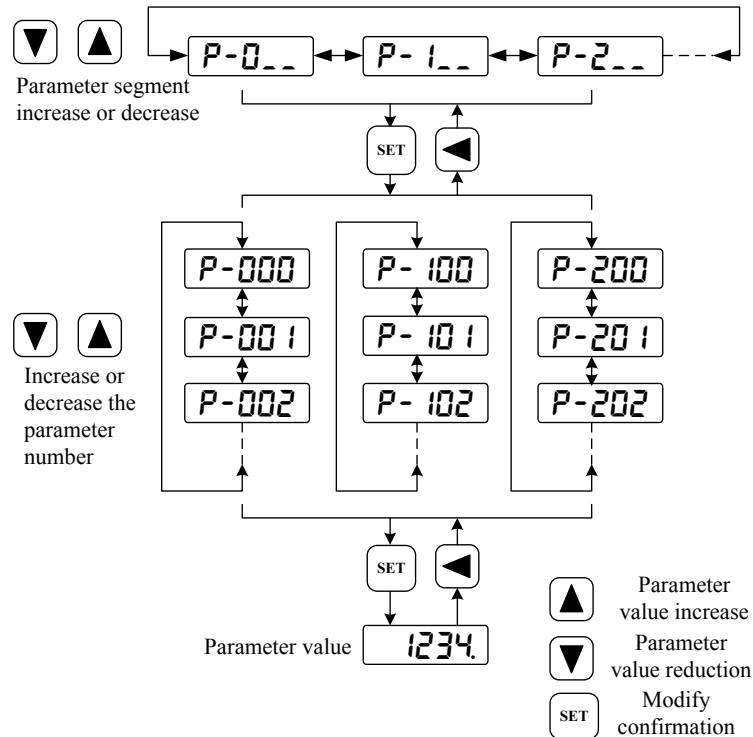 P-0__ P-1__ P-2__
Parameter segment
increase or decrease
SET
P-000 P-100 P-200
P-001 P-101 P-201
P-002 P-102 P-202
Increase or
decrease the
parameter
number
SET
Parameter value 1234.
Parameter
value increase
Parameter
value reduction
SET
Modify
confirmation